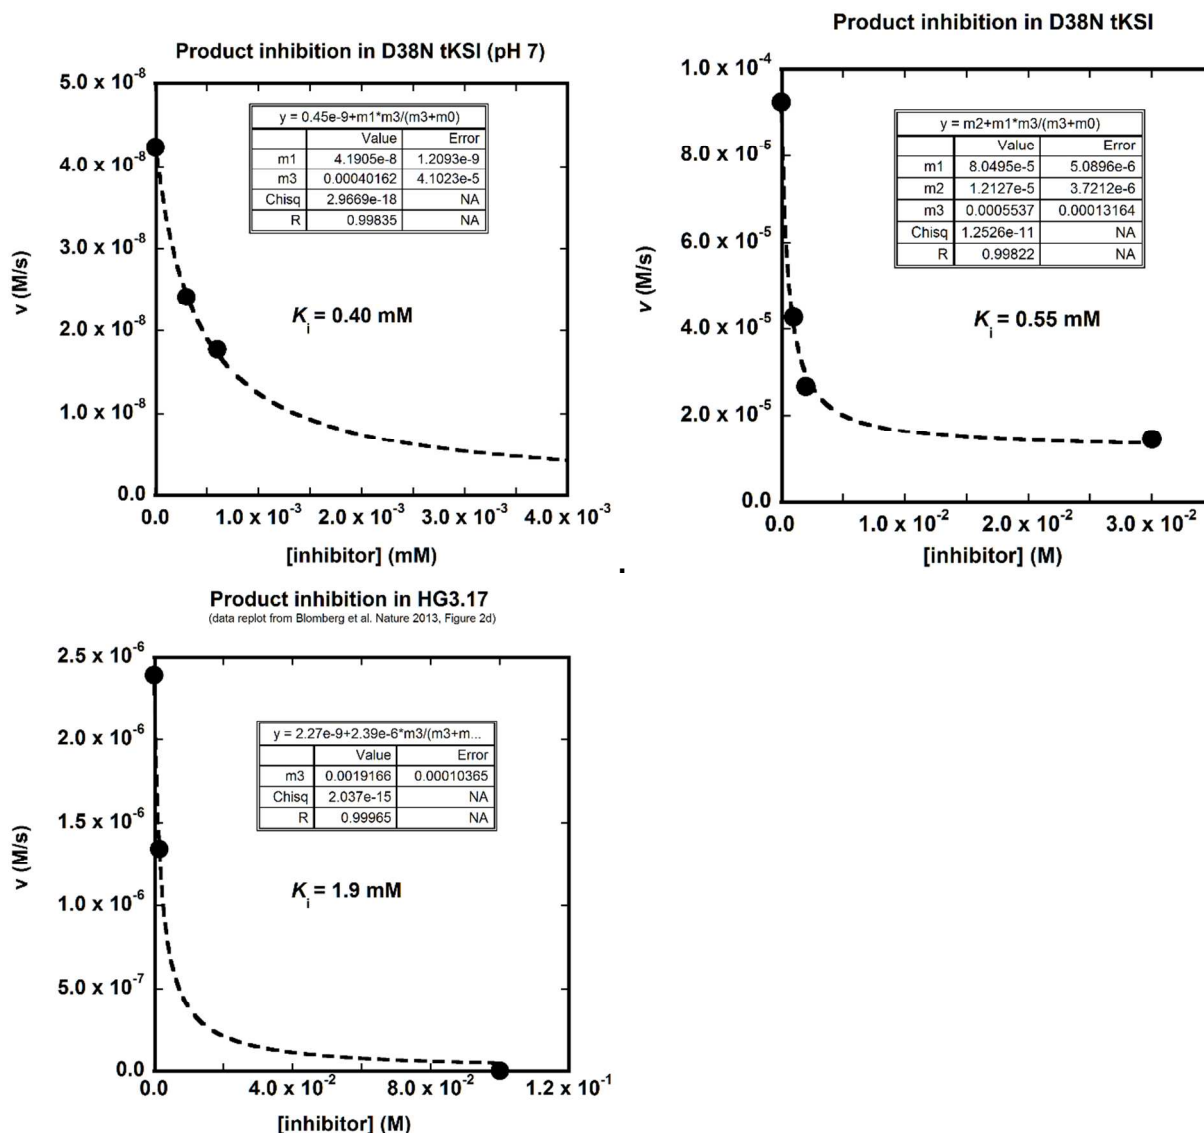 Product inhibition in D38N tKSI (pH 7)
5.0 x 10⁻⁸
4.0 x 10⁻⁸
3.0 x 10⁻⁸
2.0 x 10⁻⁸
1.0 x 10⁻⁸
0.0
v (M/s)
y = 0.45e-9+m1*m3/(m3+m0)
Value Error
m1 4.1905e-8 1.2093e-9
m3 0.00040162 4.1023e-5
Chisq 2.9669e-18 NA
R 0.99835 NA
Kᵢ = 0.40 mM
0.0 1.0 x 10⁻³ 2.0 x 10⁻³ 3.0 x 10⁻³ 4.0 x 10⁻³
[inhibitor] (mM)
Product inhibition in D38N tKSI
1.0 x 10⁻⁴
8.0 x 10⁻⁵
6.0 x 10⁻⁵
4.0 x 10⁻⁵
2.0 x 10⁻⁵
0.0
v (M/s)
y = m2+m1*m3/(m3+m0)
Value Error
m1 8.0495e-5 5.0896e-6
m2 1.2127e-5 3.7212e-6
m3 0.0005537 0.00013164
Chisq 1.2526e-11 NA
R 0.99822 NA
Kᵢ = 0.55 mM
0.0 1.0 x 10⁻² 2.0 x 10⁻² 3.0 x 10⁻²
[inhibitor] (M)
.
Product inhibition in HG3.17
(data replot from Blomberg et al. Nature 2013, Figure 2d)
2.5 x 10⁻⁶
2.0 x 10⁻⁶
1.5 x 10⁻⁶
1.0 x 10⁻⁶
5.0 x 10⁻⁷
0.0
v (M/s)
y = 2.27e-9+2.39e-6*m3/(m3+m...
Value Error
m3 0.0019166 0.00010365
Chisq 2.037e-15 NA
R 0.99965 NA
Kᵢ = 1.9 mM
0.0 4.0 x 10⁻² 8.0 x 10⁻² 1.2 x 10⁻¹
[inhibitor] (M)